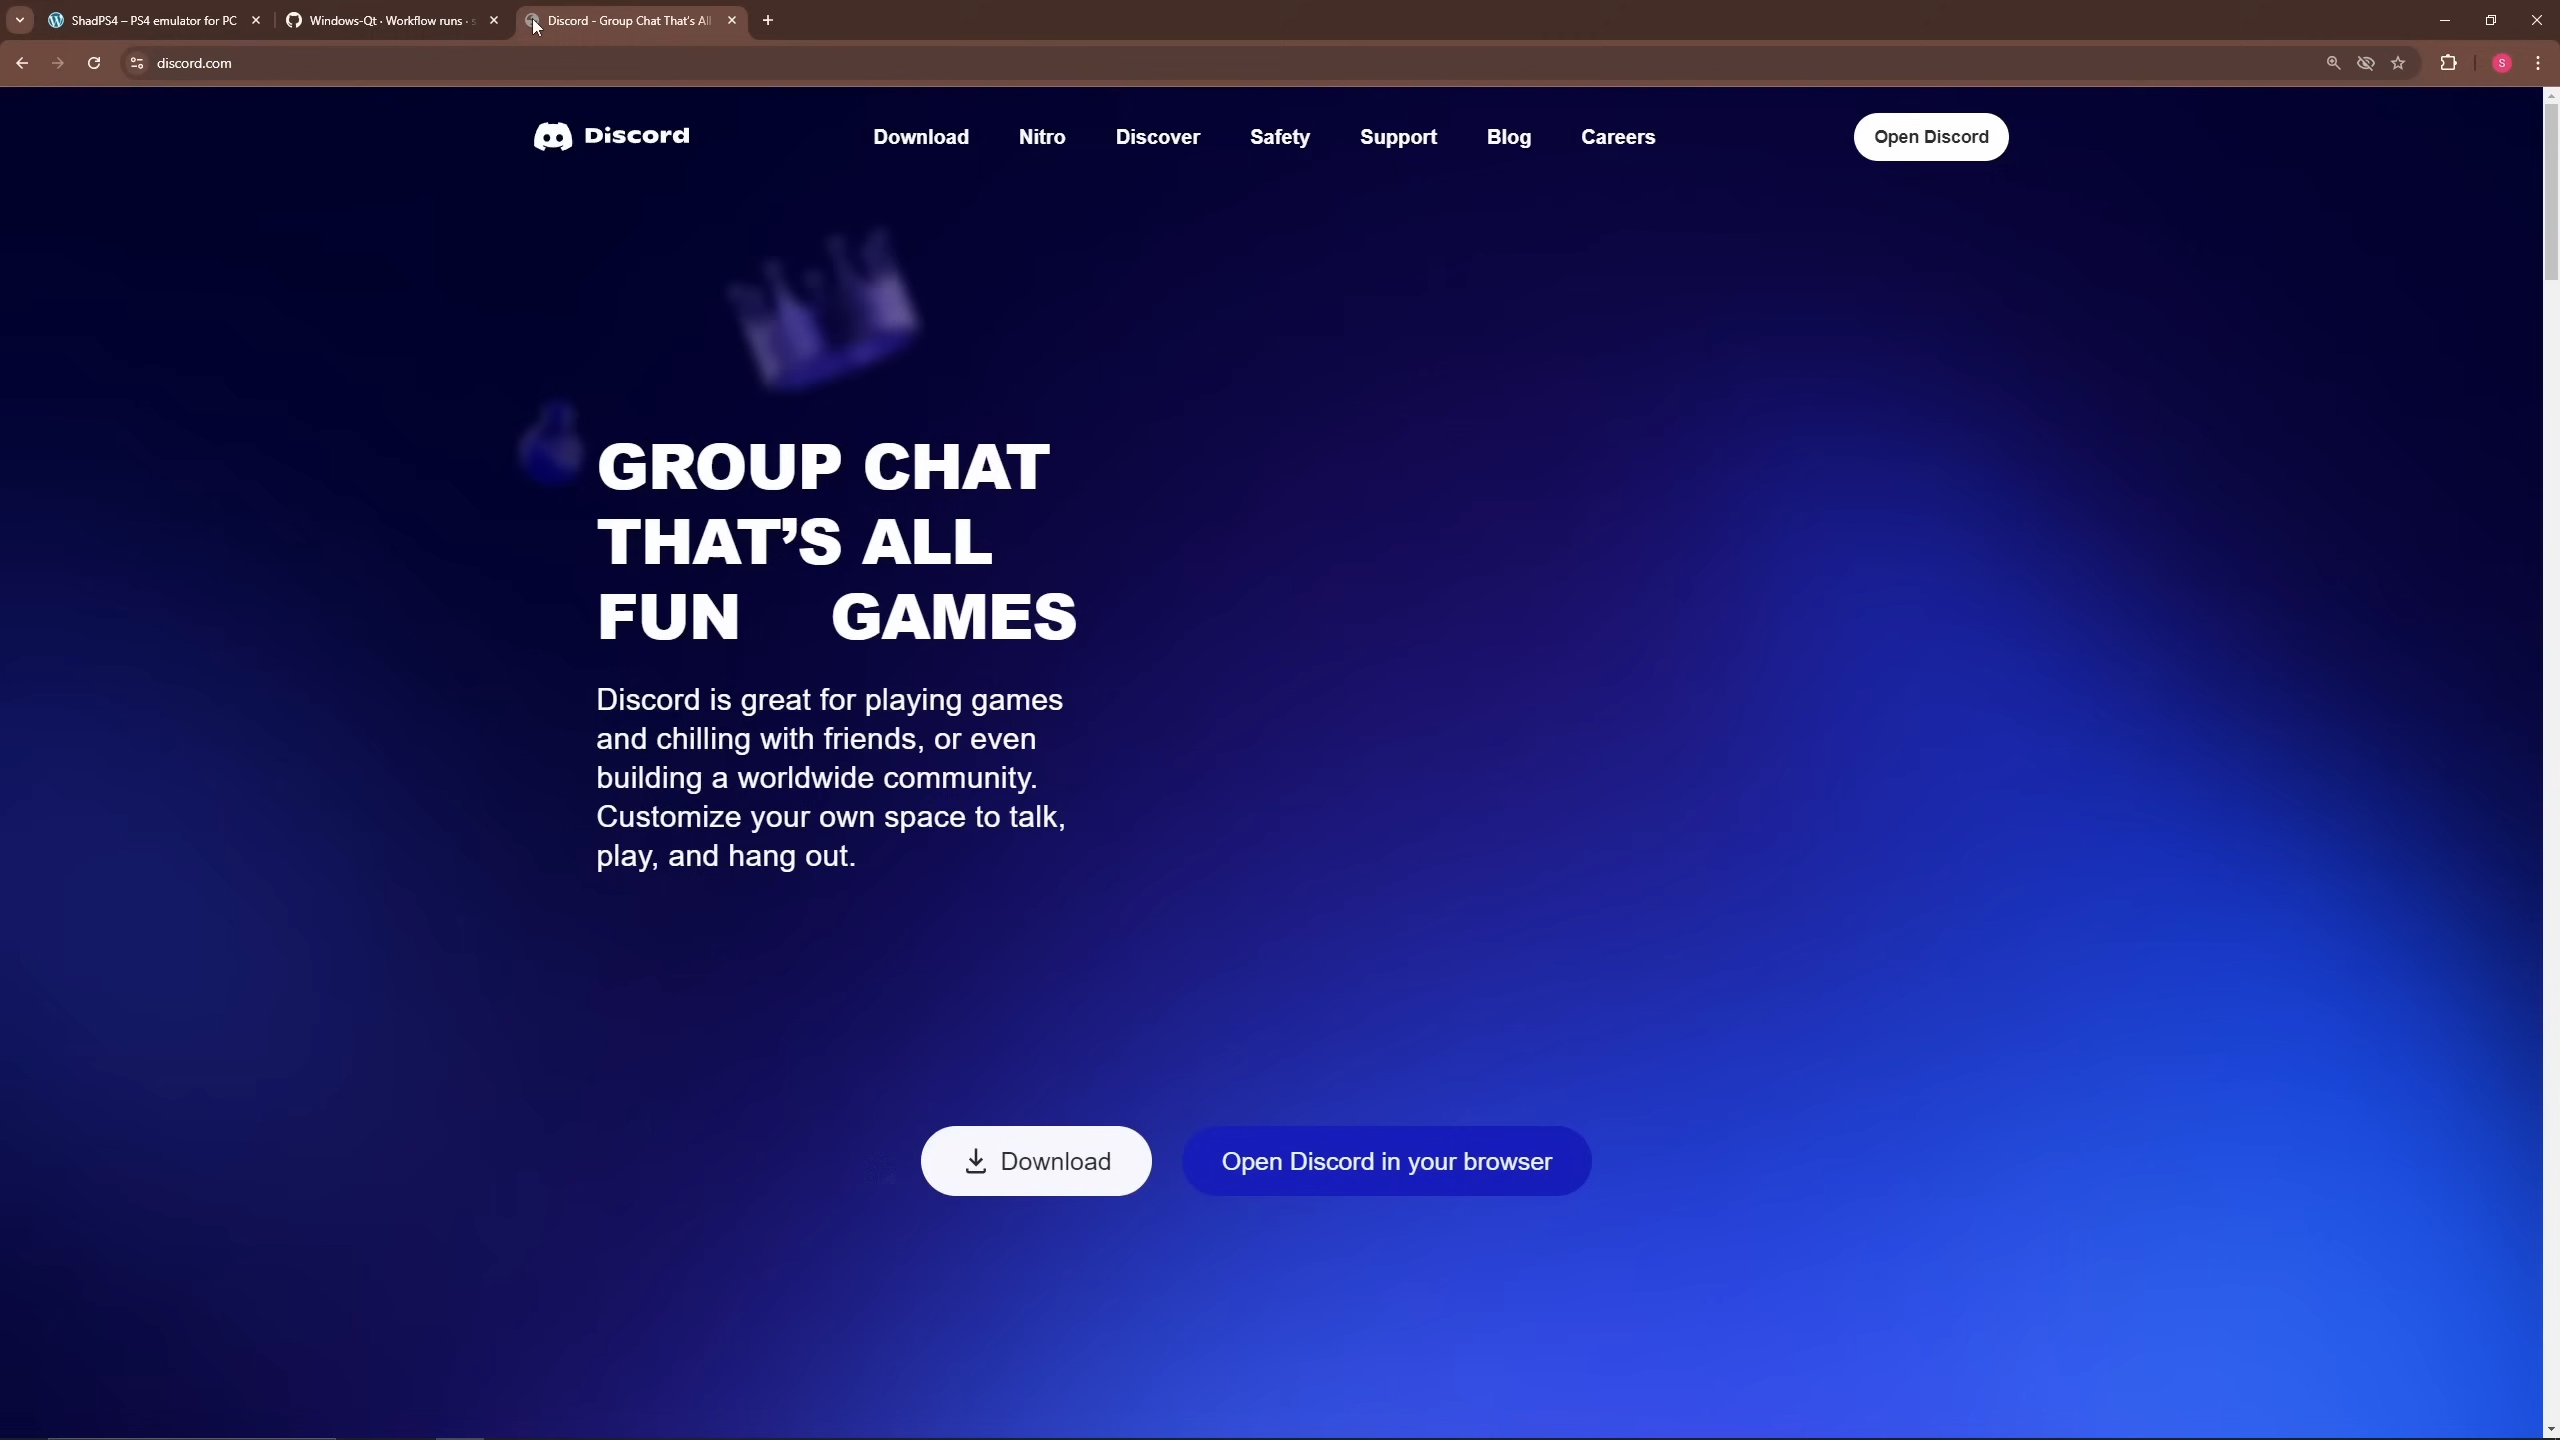 ShadPS4 – PS4 emulator for PC
Windows-Qt · Workflow runs · s
Discord - Group Chat That's All
discord.com
S
Discord
Download
Nitro
Discover
Safety
Support
Blog
Careers
Open Discord
GROUP CHAT
THAT’S ALL
FUN GAMES
Discord is great for playing games
and chilling with friends, or even
building a worldwide community.
Customize your own space to talk,
play, and hang out.
Download
Open Discord in your browser